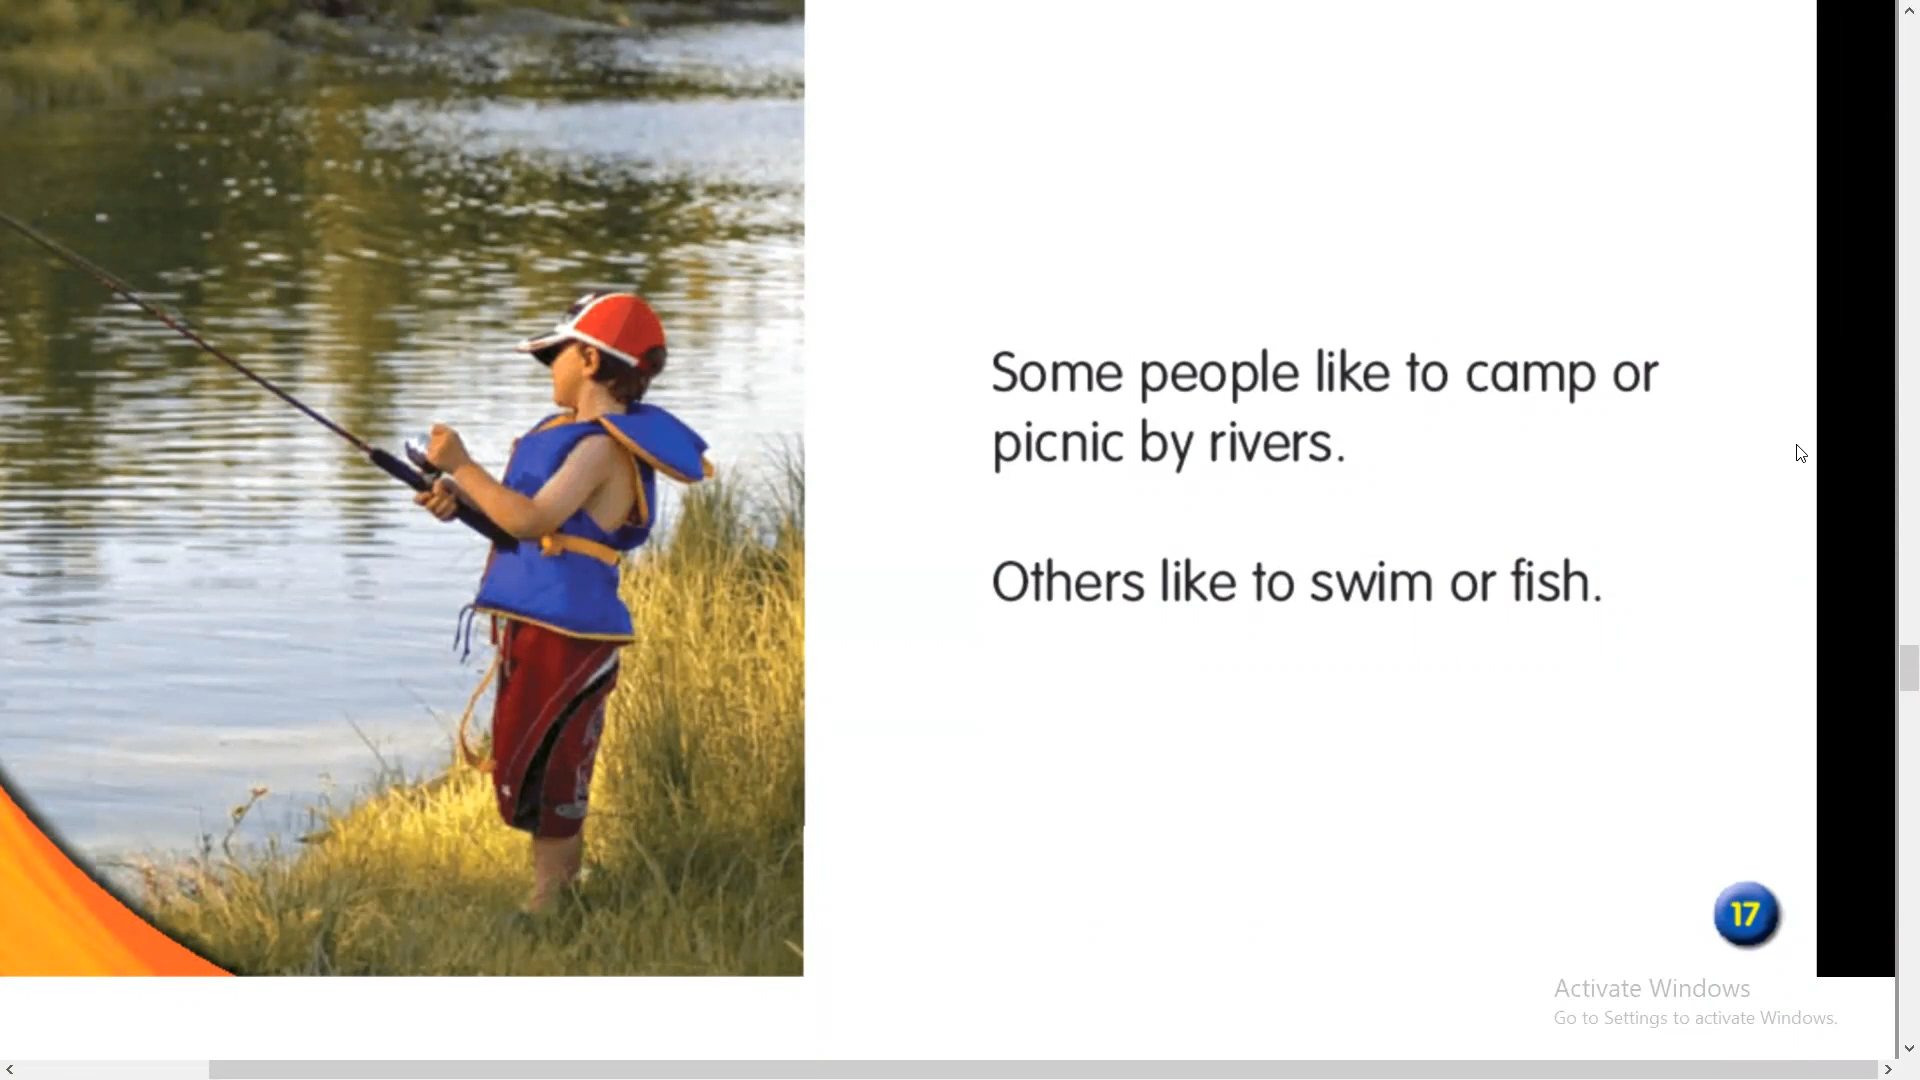 Some people like to camp or
picnic by rivers.
Others like to swim or fish.
17
Activate Windows
Go to Settings to activate Windows.